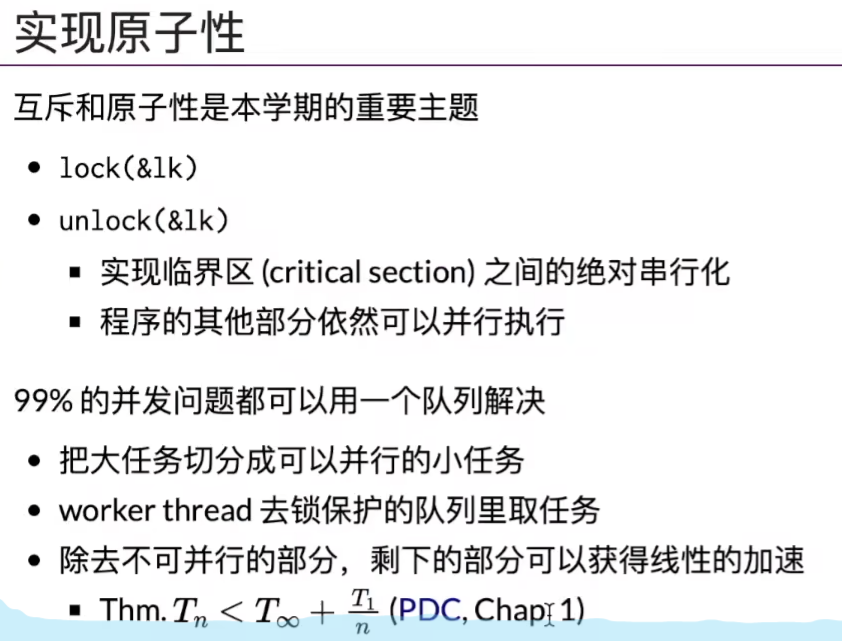 实现原子性
互斥和原子性是本学期的重要主题
• lock(&lk)
• unlock(&lk)
▪ 实现临界区 (critical section) 之间的绝对串行化
▪ 程序的其他部分依然可以并行执行
99% 的并发问题都可以用一个队列解决
• 把大任务切分成可以并行的小任务
• worker thread 去锁保护的队列里取任务
• 除去不可并行的部分，剩下的部分可以获得线性的加速
▪ Thm. $T_n < T_\infty + \frac{T_1}{n}$ (PDC, Chap 1)